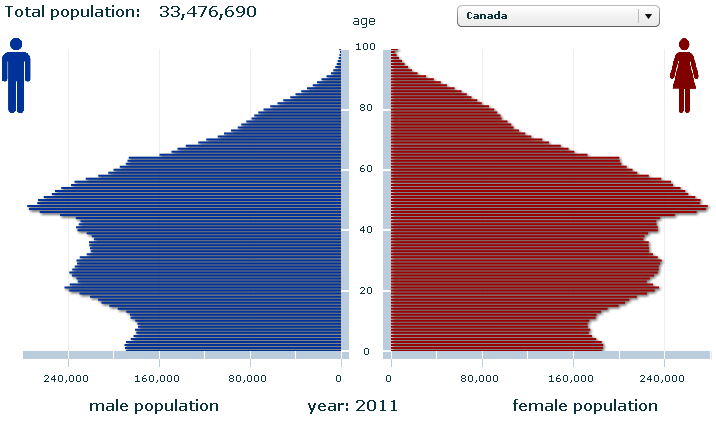 Total population: 33,476,690
age
Canada
100
80
60
40
20
0
240,000 160,000 80,000 0 0 80,000 160,000 240,000
male population year: 2011 female population